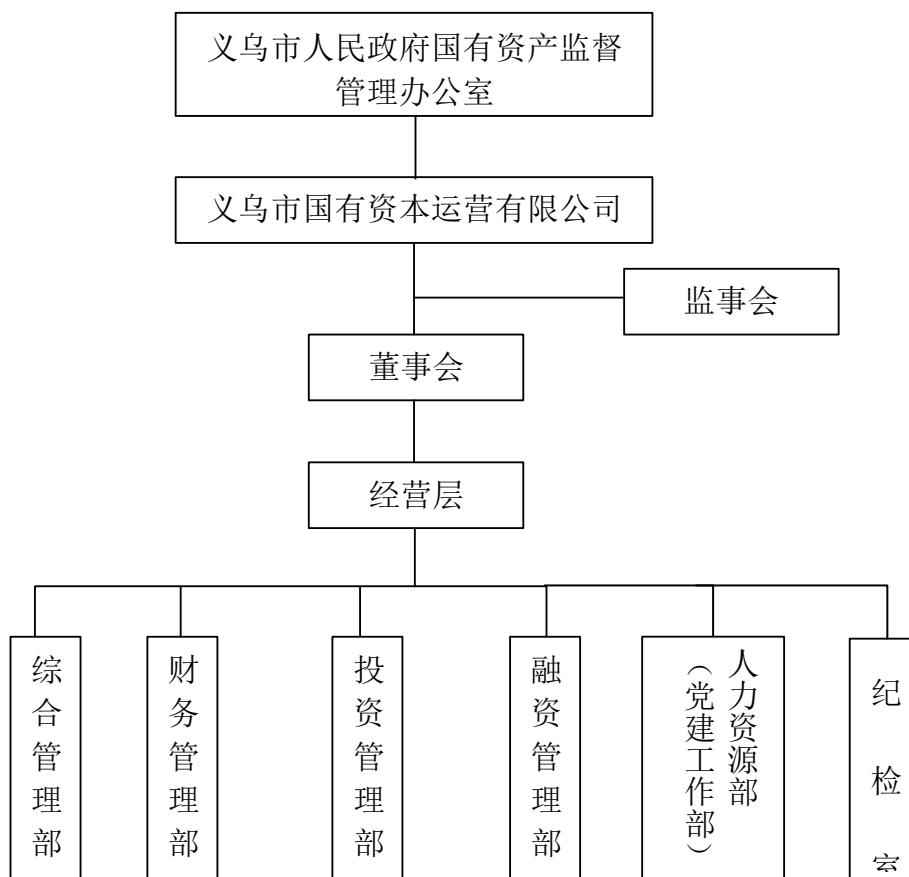 义乌市人民政府国有资产监督
管理办公室
义乌市国有资本运营有限公司
监事会
董事会
经营层
综合管理部
财务管理部
投资管理部
融资管理部
人力资源部
（党建工作部）
纪检室